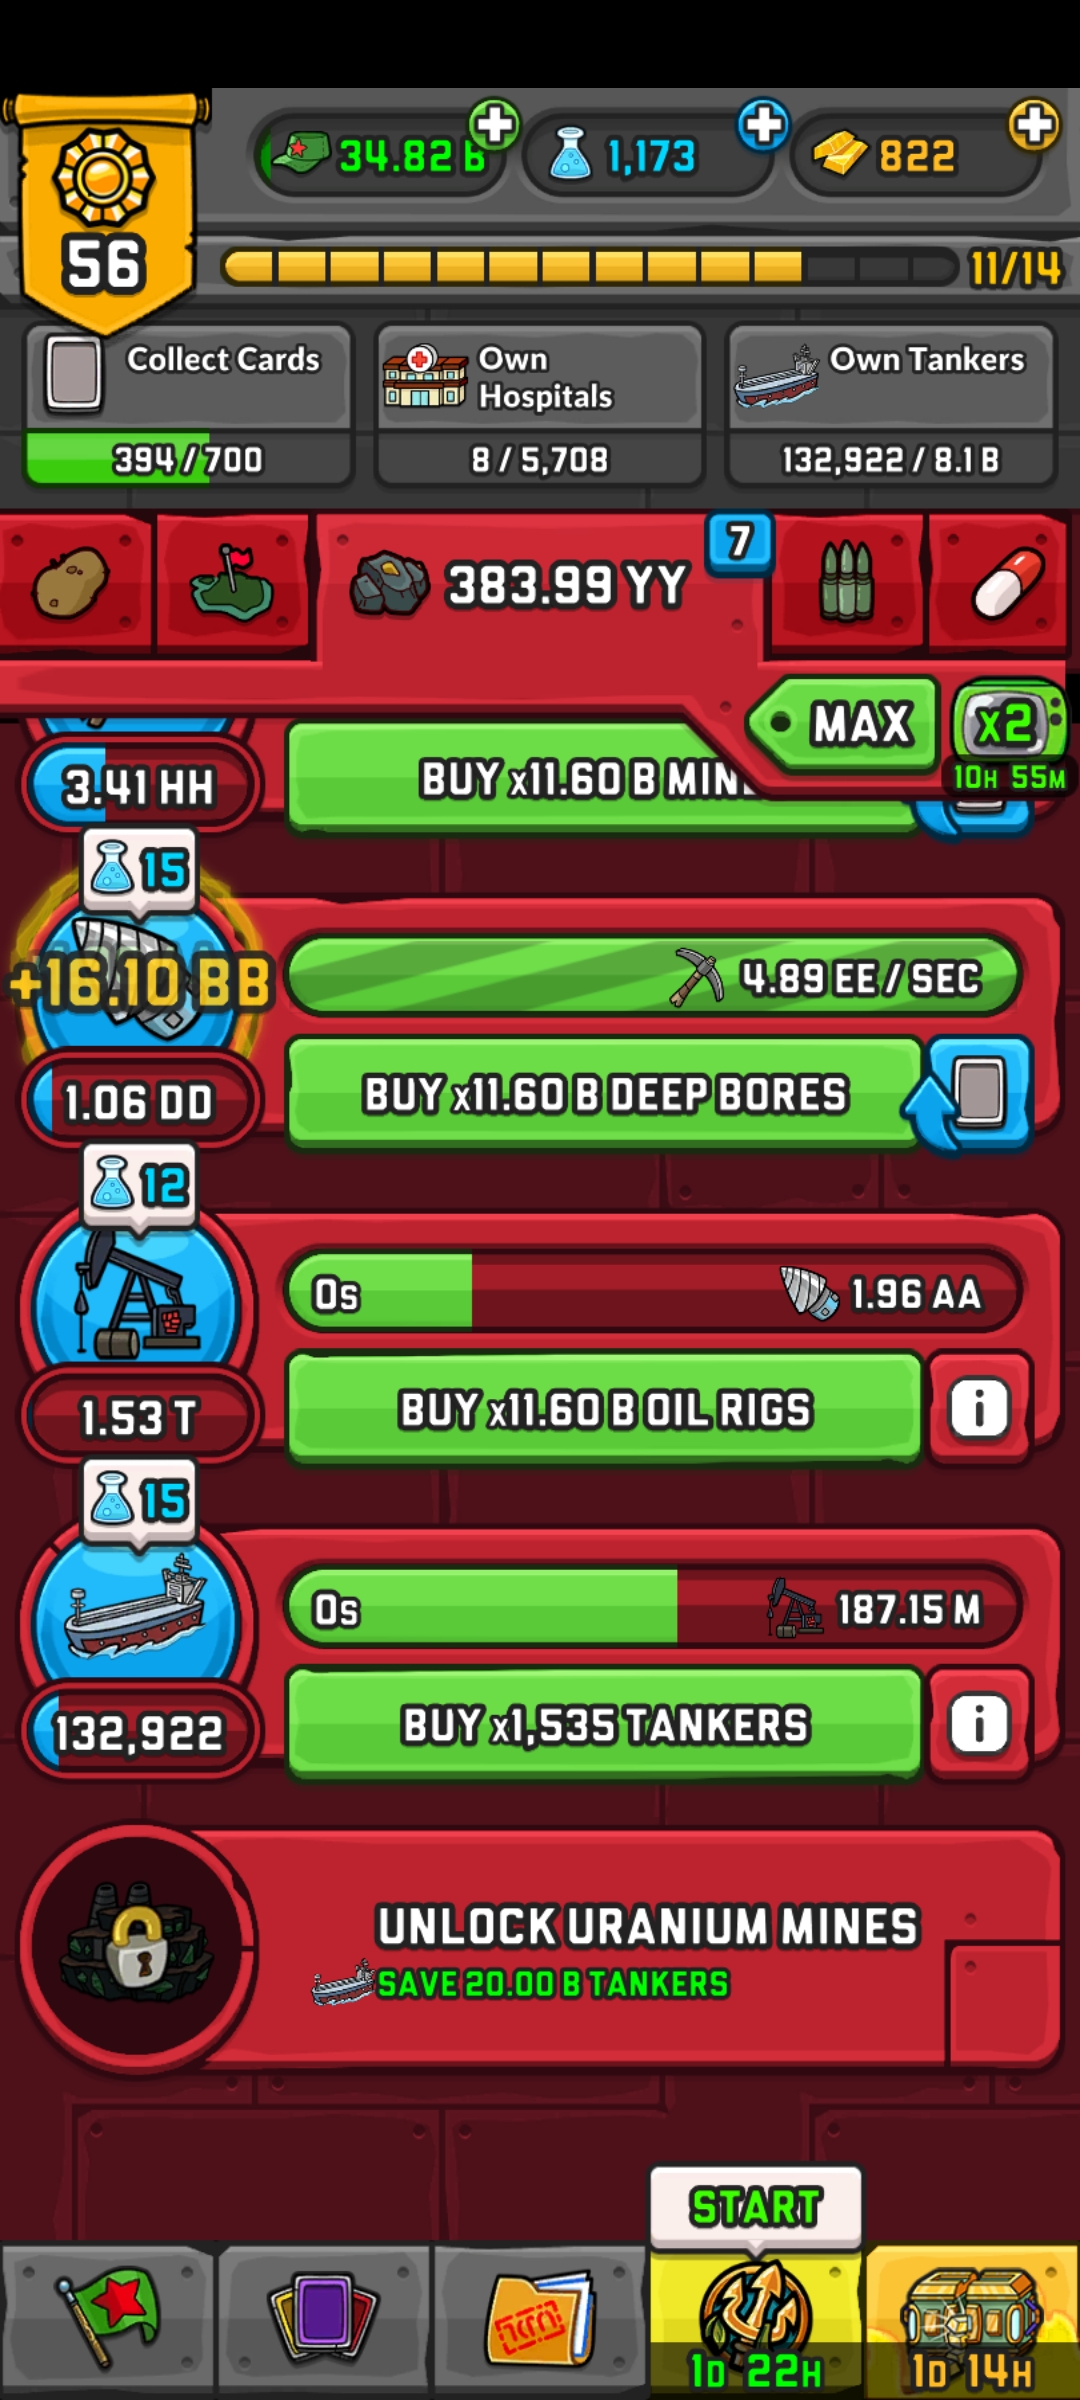 34.82 B
1,173
822
56
11/14
Collect Cards
394/700
Own
Hospitals
8/5,708
Own Tankers
132,922/8.1 B
383.99 YY
7
MAX
x2
10H 55M
3.41 HH
BUY x11.60 B
15
+16.10 BB
4.89 EE/SEC
1.06 DD
BUY x11.60 B DEEP BORES
12
0s
1.96 AA
1.53 T
BUY x11.60 B OIL RIGS
15
0s
187.15 M
132,922
BUY x1,535 TANKERS
UNLOCK URANIUM MINES
SAVE 20.00 B TANKERS
START
1D 22H
1D 14H